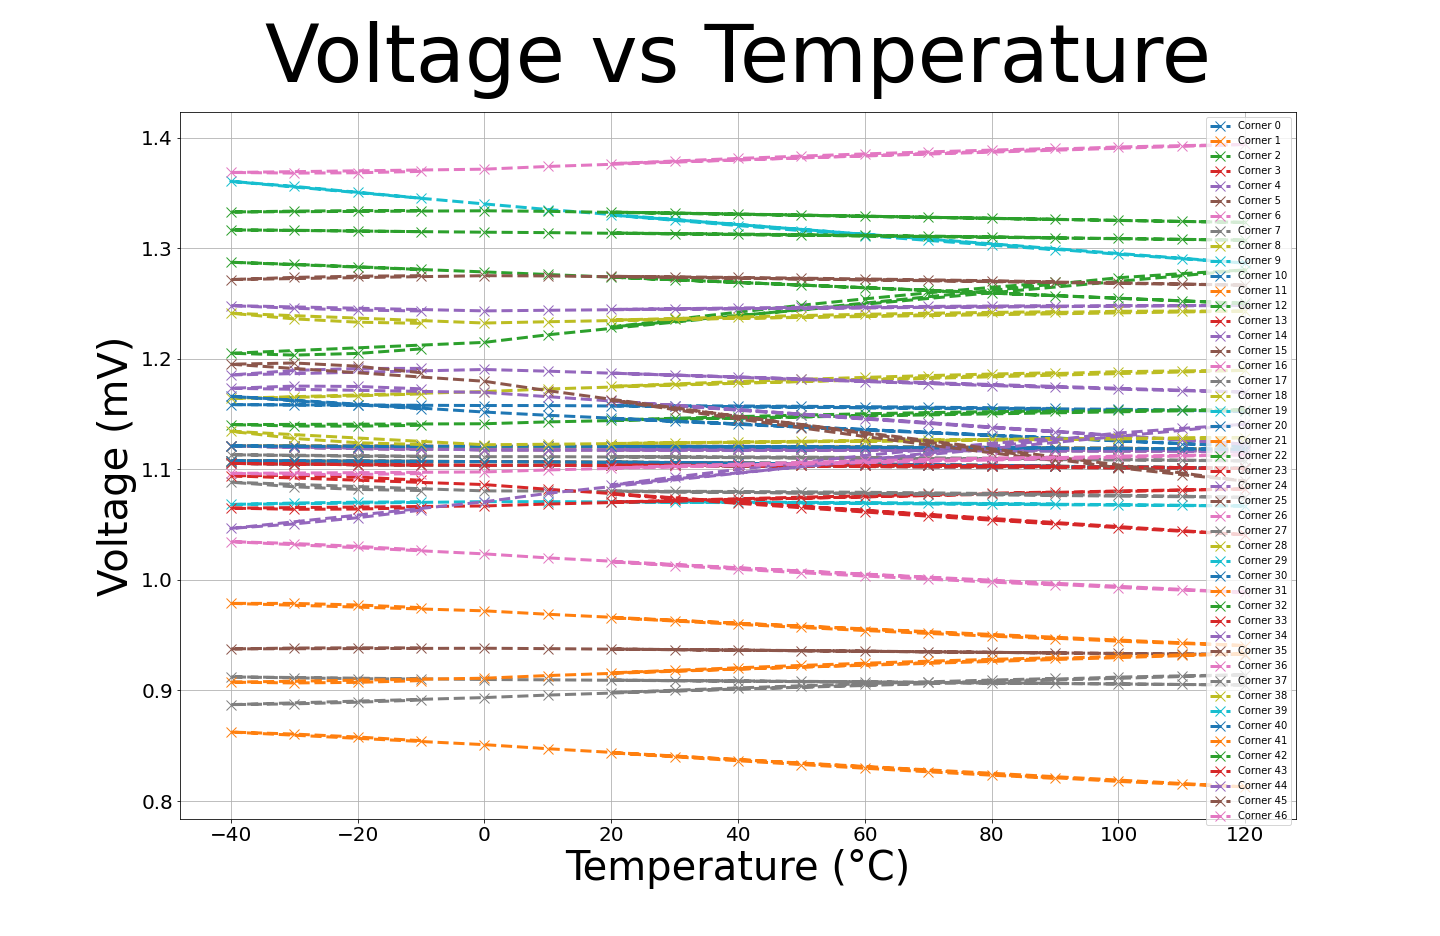 Voltage vs Temperature
Voltage (mV)
1.4
1.3
1.2
1.1
1.0
0.9
0.8
−40
−20
0
20
40
60
80
100
120
Temperature (°C)
Corner 0
Corner 1
Corner 2
Corner 3
Corner 4
Corner 5
Corner 6
Corner 7
Corner 8
Corner 9
Corner 10
Corner 11
Corner 12
Corner 13
Corner 14
Corner 15
Corner 16
Corner 17
Corner 18
Corner 19
Corner 20
Corner 21
Corner 22
Corner 23
Corner 24
Corner 25
Corner 26
Corner 27
Corner 28
Corner 29
Corner 30
Corner 31
Corner 32
Corner 33
Corner 34
Corner 35
Corner 36
Corner 37
Corner 38
Corner 39
Corner 40
Corner 41
Corner 42
Corner 43
Corner 44
Corner 45
Corner 46